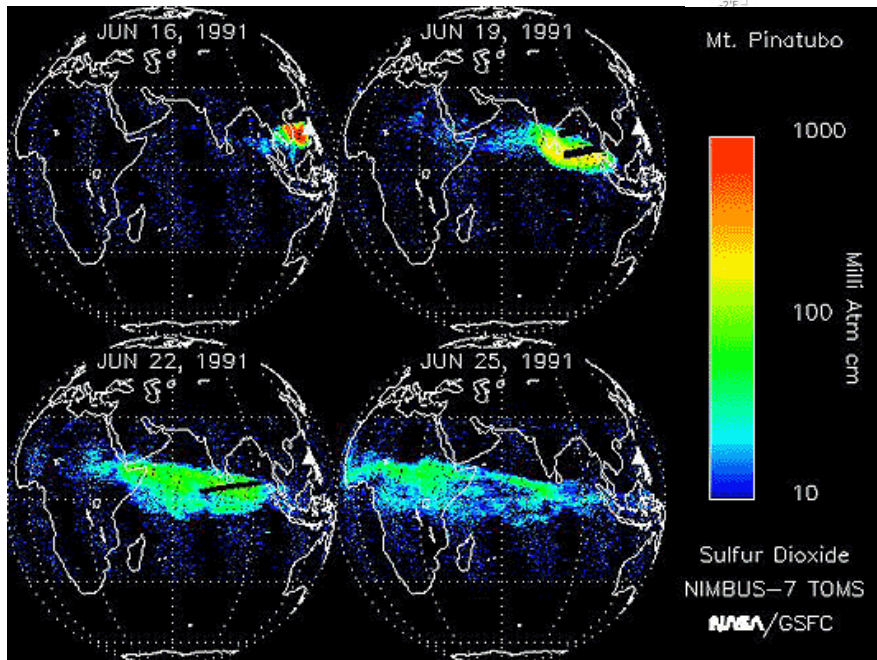 -2°F
JUN 16, 1991
JUN 19, 1991
Mt. Pinatubo
1000
100
10
Milli Atm cm
JUN 22, 1991
JUN 25, 1991
Sulfur Dioxide
NIMBUS-7 TOMS
NASA/GSFC